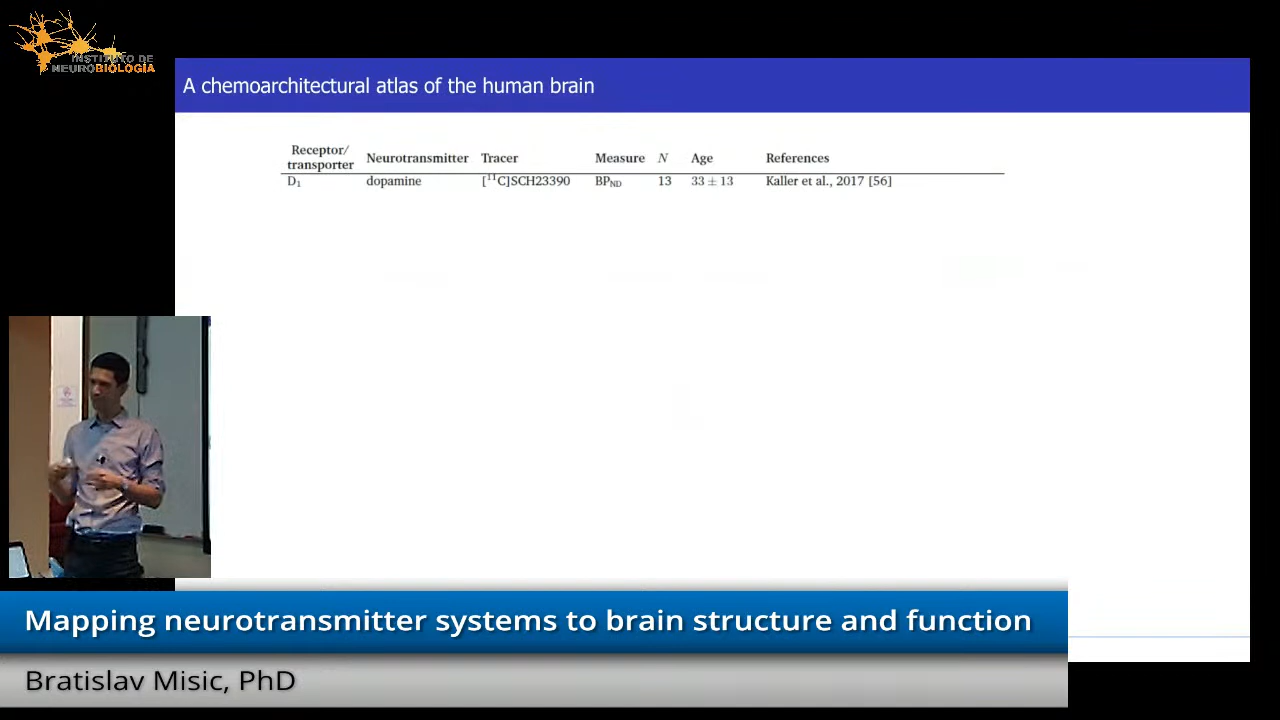 INSTITUTO DE
NEUROBIOLOGÍA
A chemoarchitectural atlas of the human brain
Receptor/
transporter Neurotransmitter Tracer Measure N Age References
D1 dopamine [11C]SCH23390 BPND 13 33 ± 13 Kaller et al., 2017 [56]
Mapping neurotransmitter systems to brain structure and function
Bratislav Misic, PhD